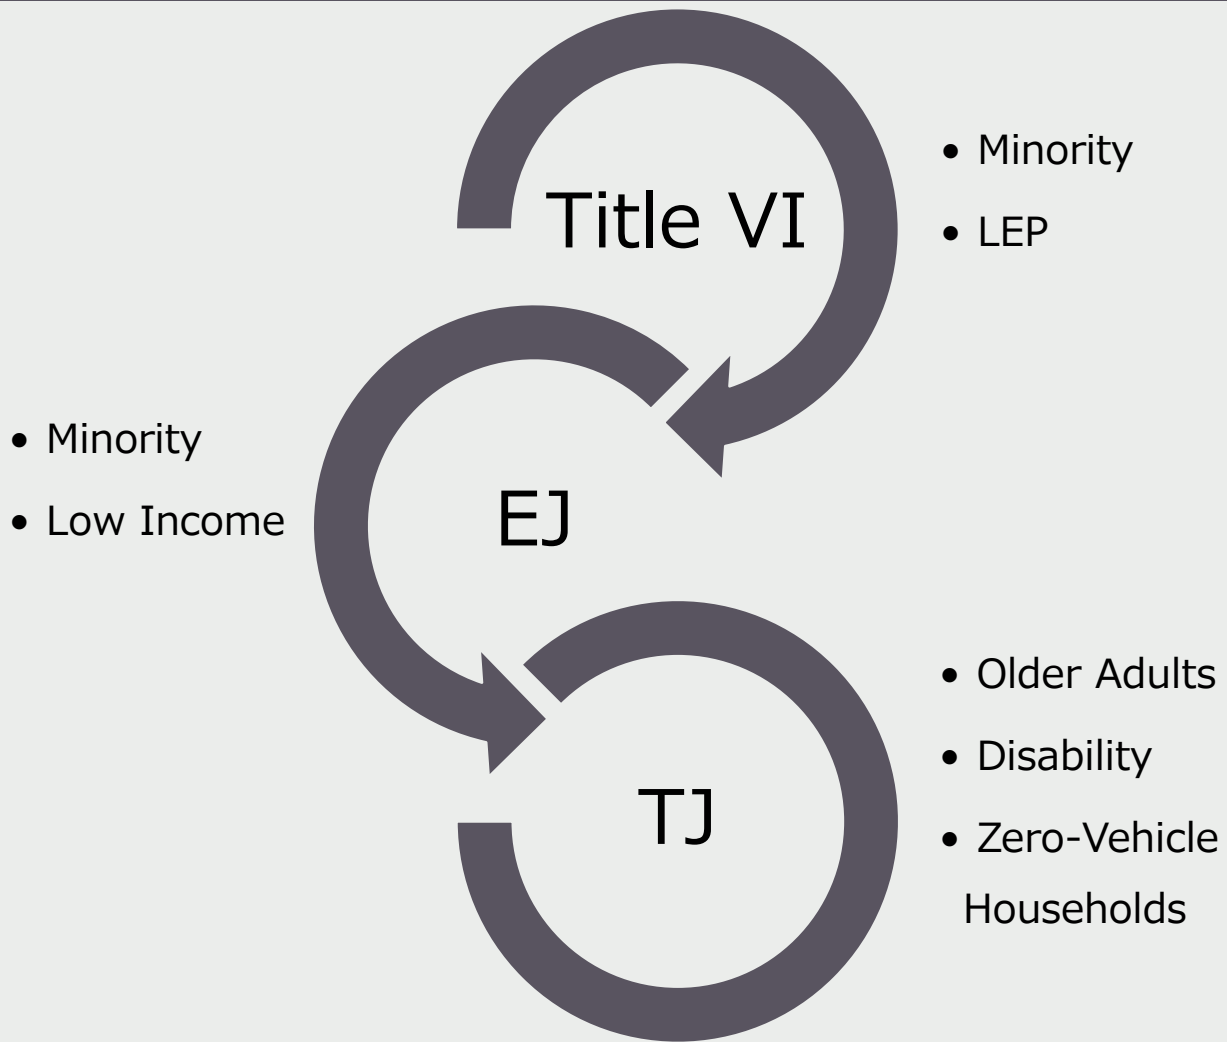 Title VI
• Minority
• LEP
• Minority
• Low Income
EJ
TJ
• Older Adults
• Disability
• Zero-Vehicle
Households